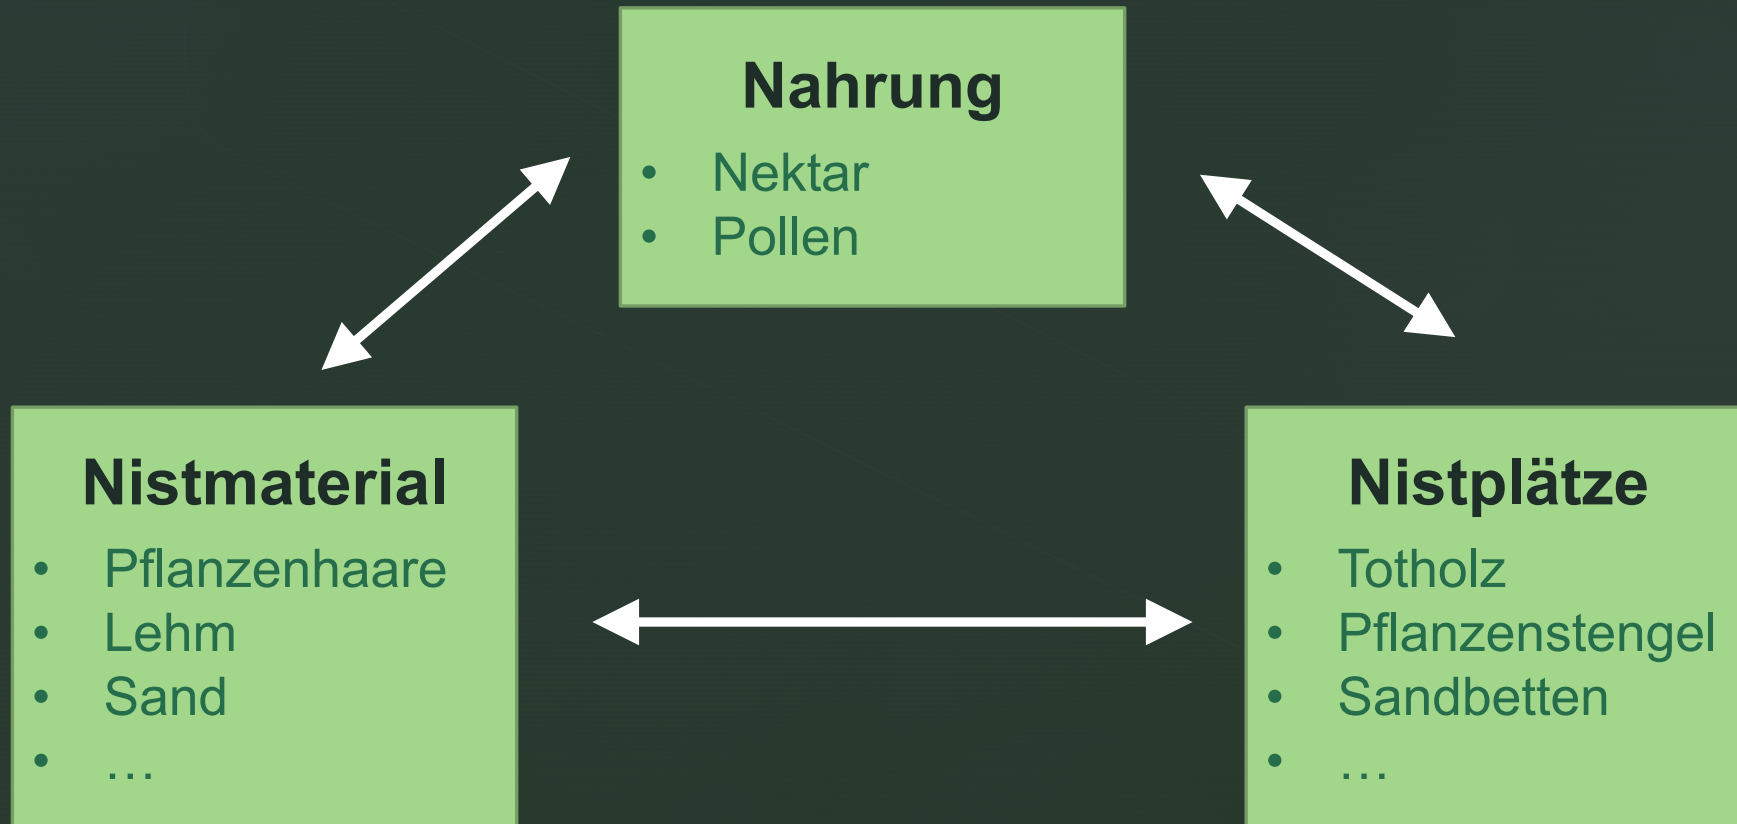 Nahrung
• Nektar
• Pollen
Nistmaterial
• Pflanzenhaare
• Lehm
• Sand
• …
Nistplätze
• Totholz
• Pflanzenstengel
• Sandbetten
• …